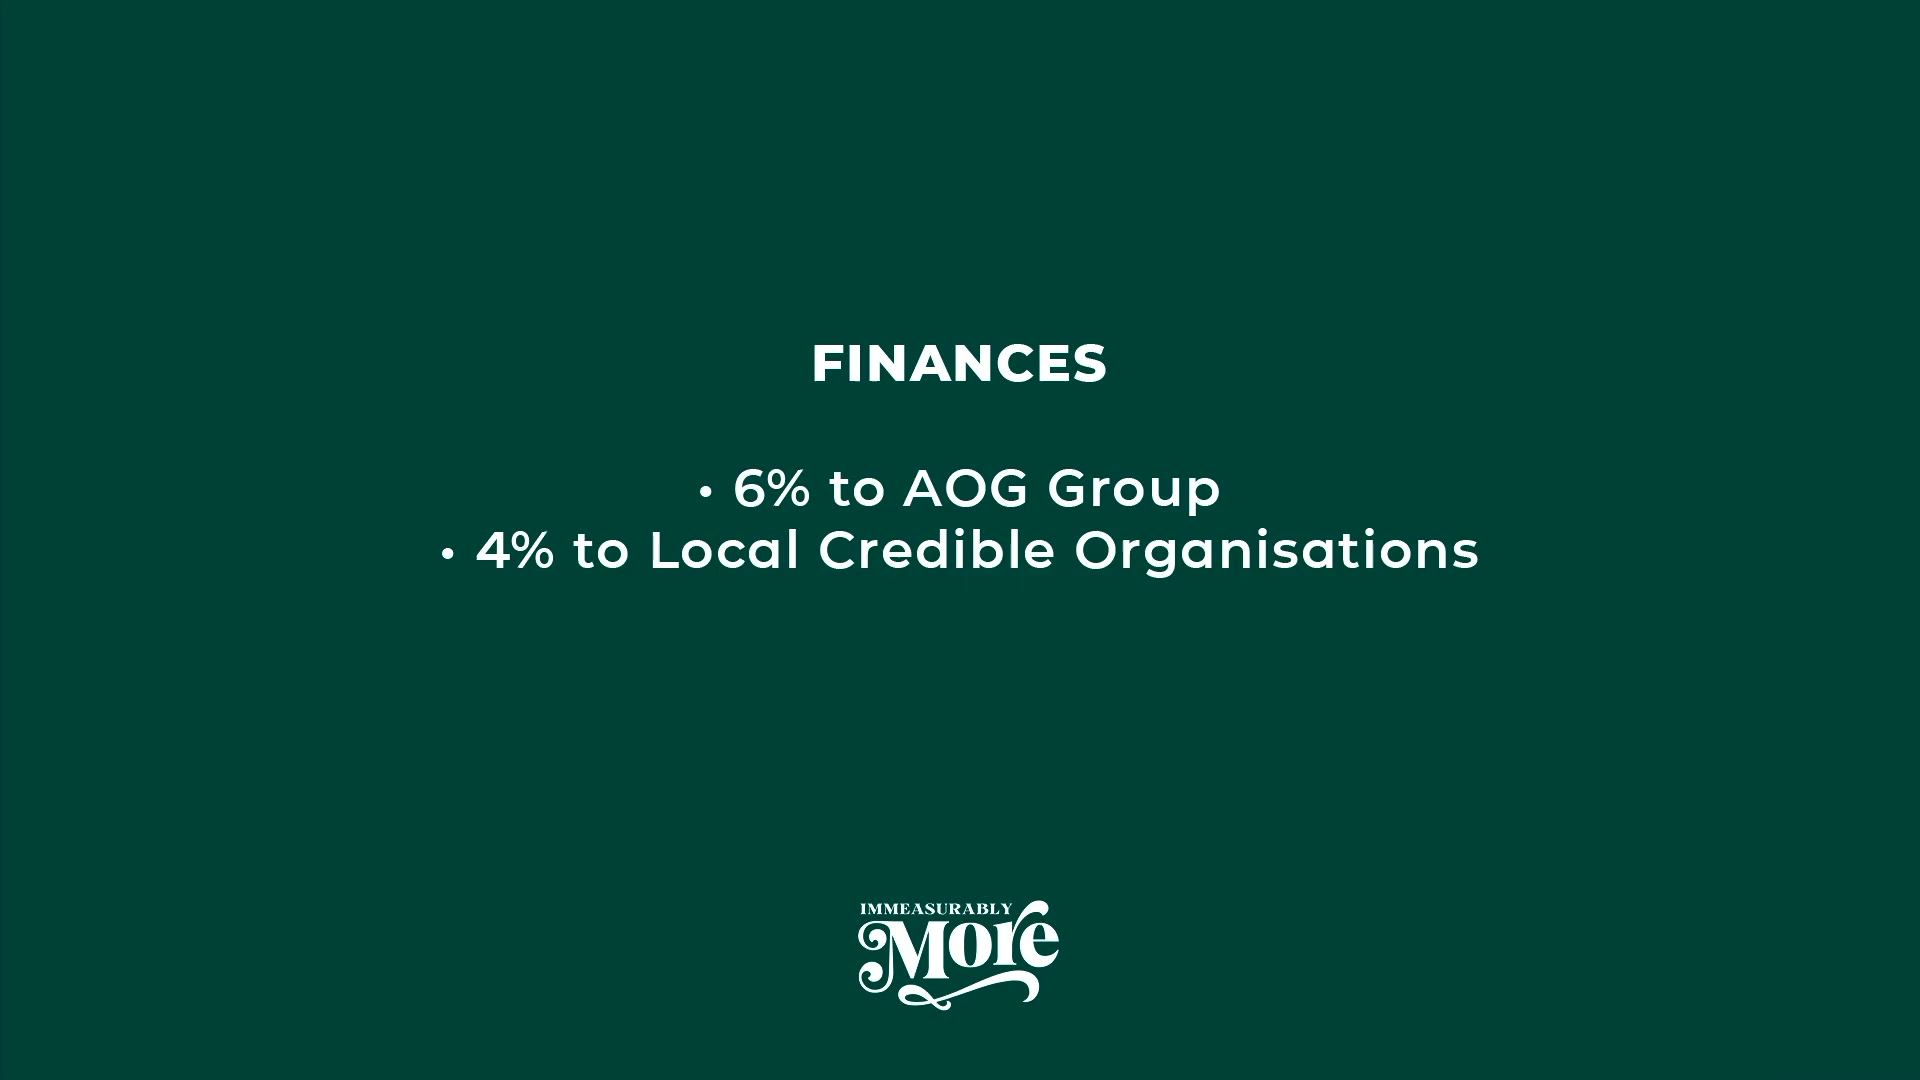 FINANCES
• 6% to AOG Group
• 4% to Local Credible Organisations
IMMEASURABLY
More